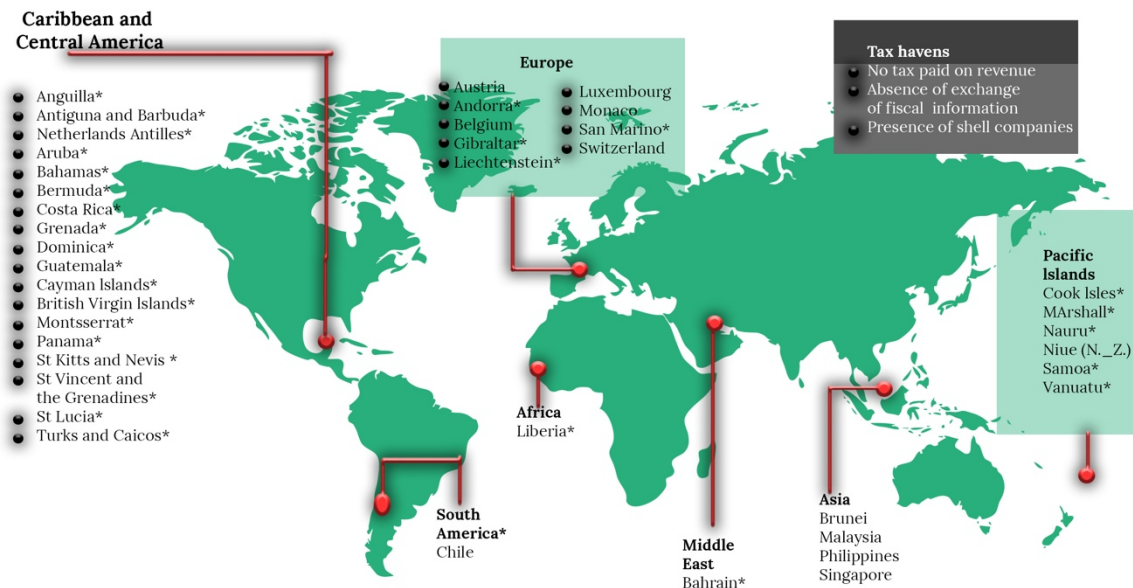 Caribbean and
Central America
Anguilla*
Antiguna and Barbuda*
Netherlands Antilles*
Aruba*
Bahamas*
Bermuda*
Costa Rica*
Grenada*
Dominica*
Guatemala*
Cayman Islands*
British Virgin Islands*
Montsserrat*
Panama*
St Kitts and Nevis *
St Vincent and
the Grenadines*
St Lucia*
Turks and Caicos*
Europe
Austria
Andorra*
Belgium
Gibraltar*
Liechtenstein*
Luxembourg
Monaco
San Marino*
Switzerland
Tax havens
No tax paid on revenue
Absence of exchange
of fiscal information
Presence of shell companies
Pacific
Islands
Cook Isles*
MArshall*
Nauru*
Niue (N._Z.)
Samoa*
Vanuatu*
Africa
Liberia*
South
America*
Chile
Middle
East
Bahrain*
Asia
Brunei
Malaysia
Philippines
Singapore